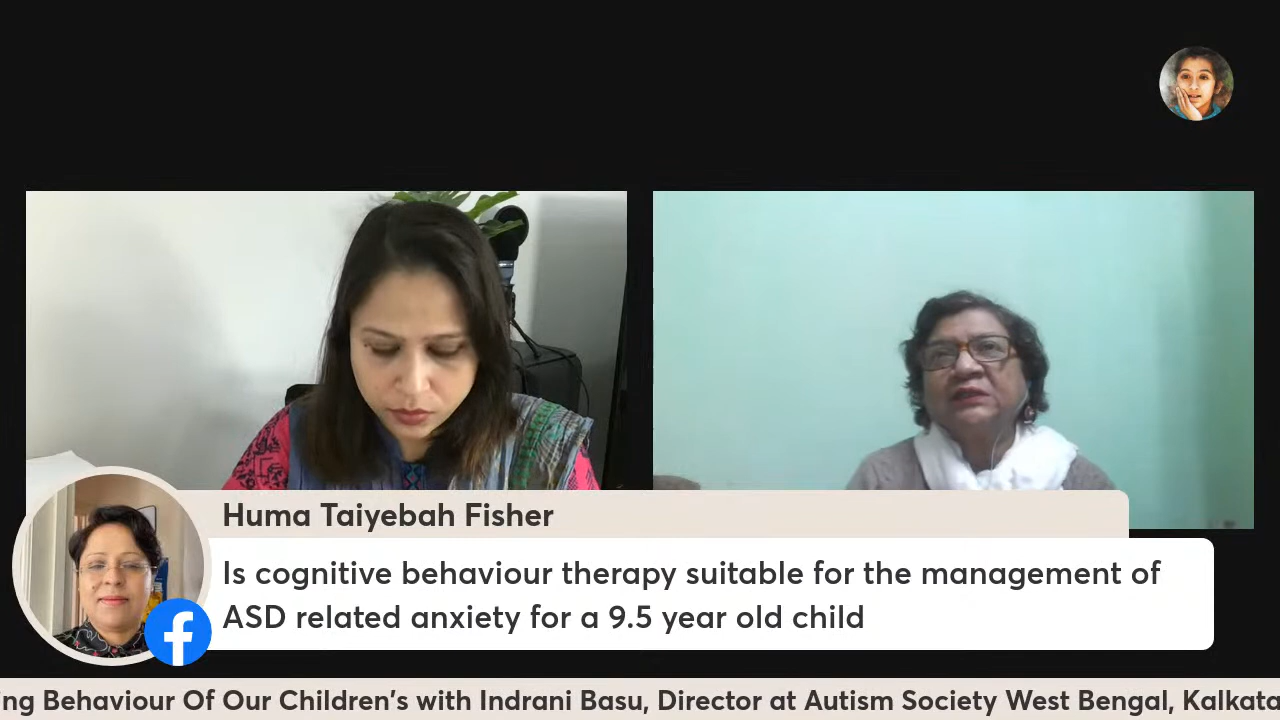 Huma Taiyebah Fisher
Is cognitive behaviour therapy suitable for the management of
ASD related anxiety for a 9.5 year old child
ing Behaviour Of Our Children's with Indrani Basu, Director at Autism Society West Bengal, Kalkata